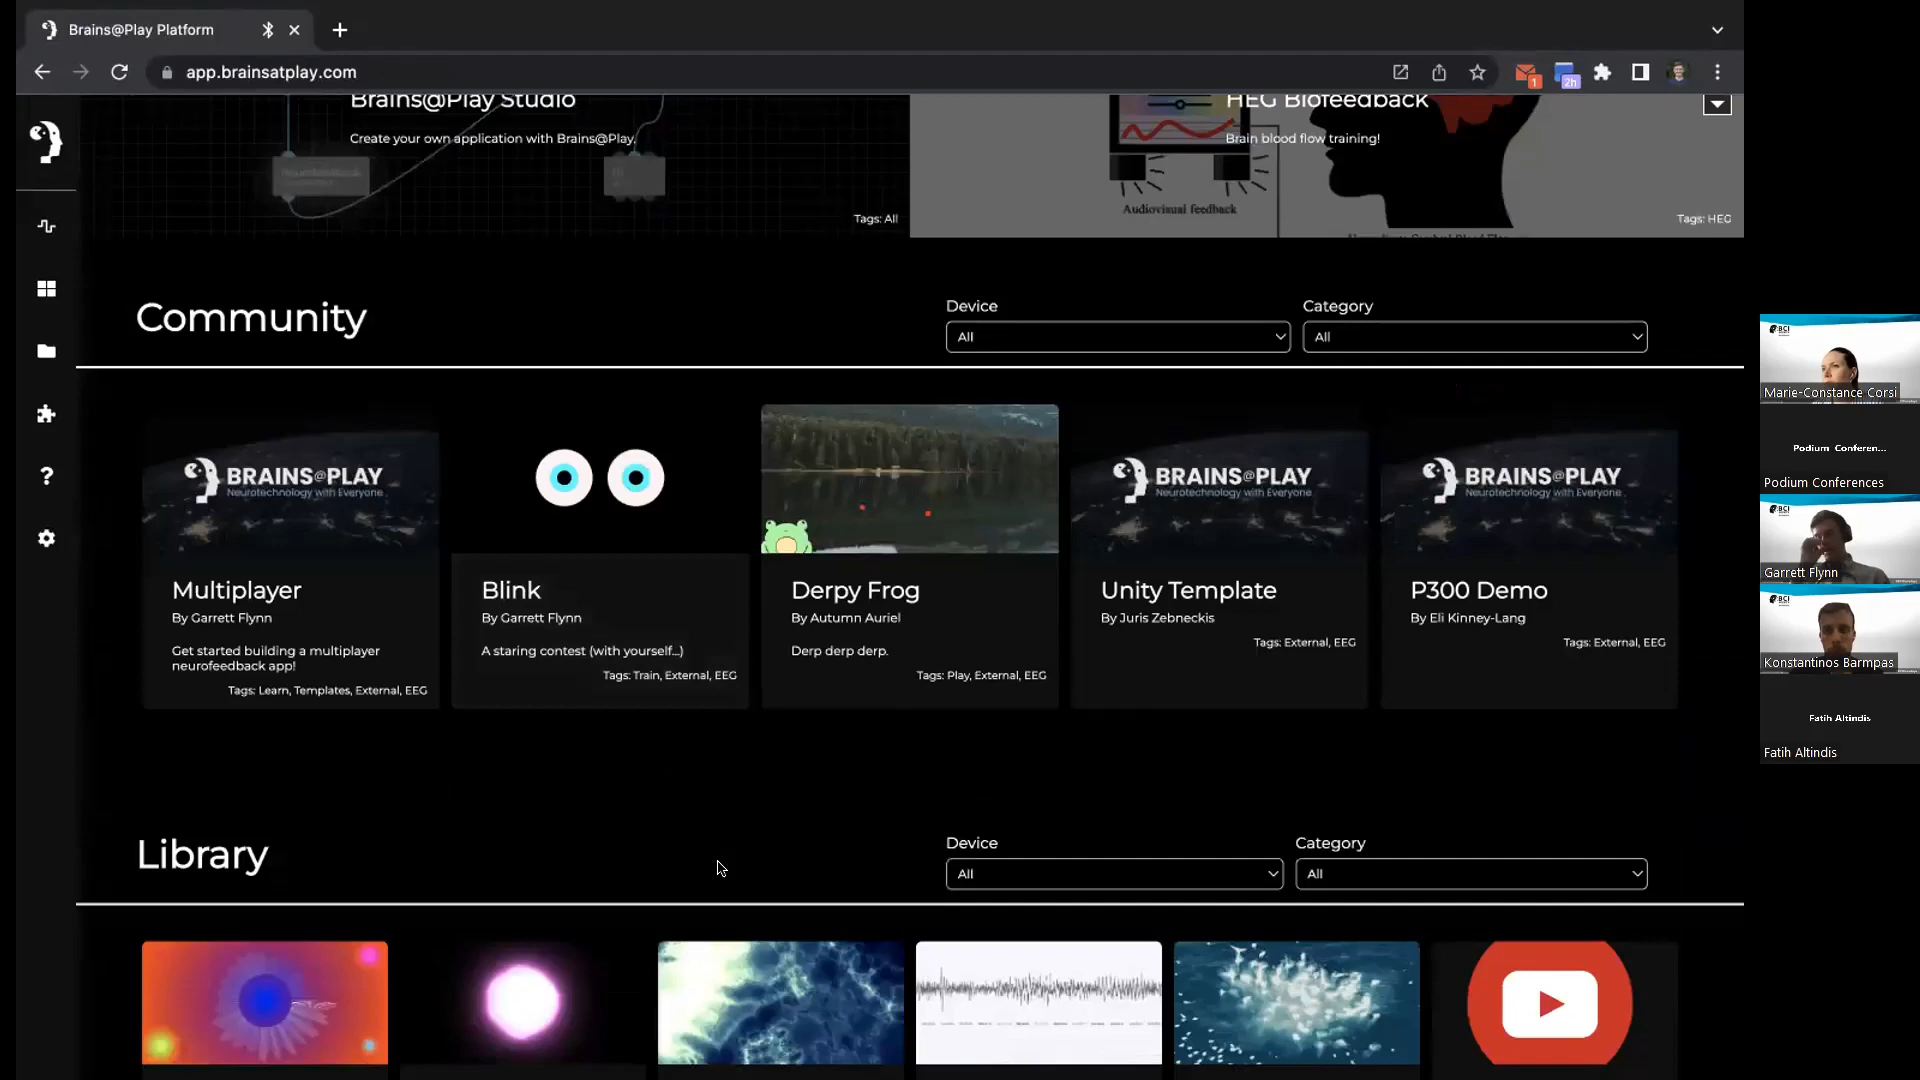 Brains@Play Platform
app.brainsatplay.com
1
2h
Brains@Play Studio
Create your own application with Brains@Play.
Tags: All
HEG Biofeedback
Brain blood flow training!
Audiovisual feedback
Tags: HEG
Community
Device
All
Category
All
BRAINS@PLAY
Neurotechnology with Everyone
Multiplayer
By Garrett Flynn
Get started building a multiplayer
neurofeedback app!
Tags: Learn, Templates, External, EEG
Blink
By Garrett Flynn
A staring contest (with yourself...)
Tags: Train, External, EEG
Derpy Frog
By Autumn Auriel
Derp derp derp.
Tags: Play, External, EEG
BRAINS@PLAY
Neurotechnology with Everyone
Unity Template
By Juris Zebneckis
Tags: External, EEG
BRAINS@PLAY
Neurotechnology with Everyone
P300 Demo
By Eli Kinney-Lang
Tags: External, EEG
Library
Device
All
Category
All
BCI
Marie-Constance Corsi
Podium Conferen...
Podium Conferences
BCI
Garrett Flynn
BCI
Konstantinos Barmpas
Fatih Altindis
Fatih Altindis